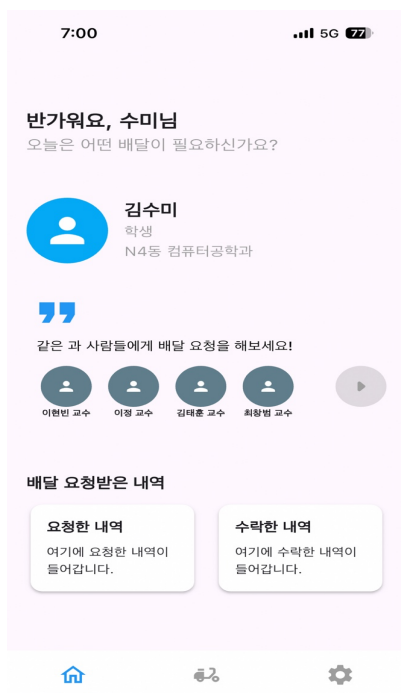 7:00 5G 77
반가워요, 수미님
오늘은 어떤 배달이 필요하신가요?
김수미
학생
N4동 컴퓨터공학과
같은 과 사람들에게 배달 요청을 해보세요!
이현빈 교수 이정 교수 김태훈 교수 최창범 교수
배달 요청받은 내역
요청한 내역
여기에 요청한 내역이
들어갑니다.
수락한 내역
여기에 수락한 내역이
들어갑니다.